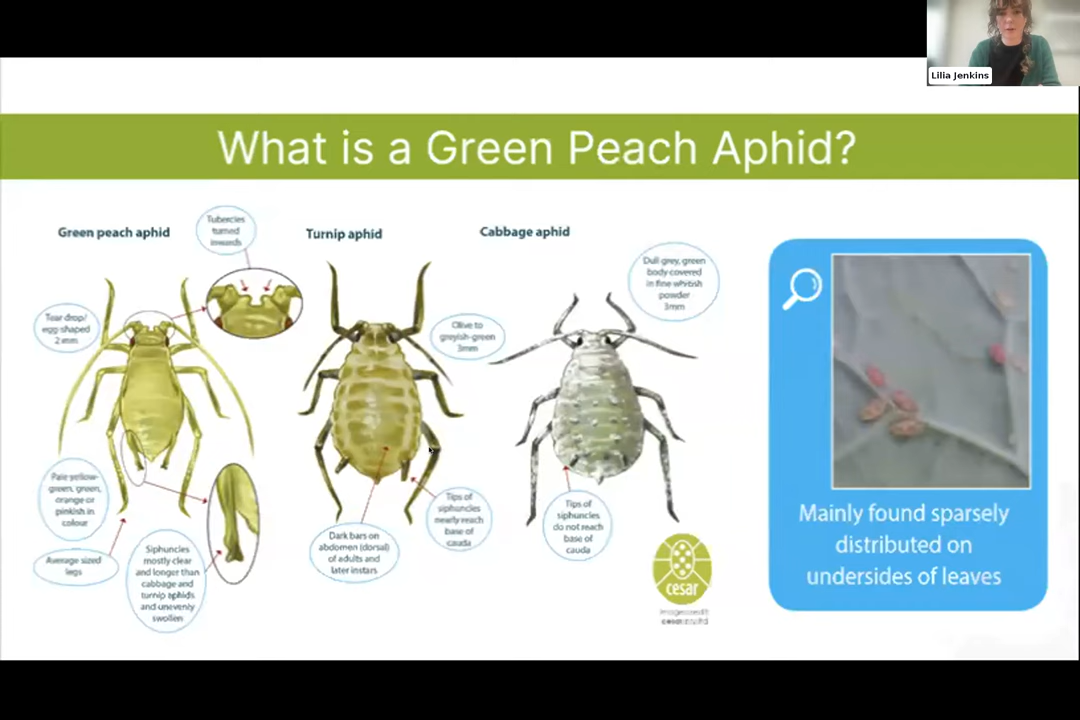 Lilia Jenkins
What is a Green Peach Aphid?
Green peach aphid
Tubercles
turned
inwards
Tear drop/
egg-shaped
2 mm
Pale yellow-
green, green,
orange or
pinkish in
colour
Average sized
legs
Siphuncles
mostly clear
and longer than
cabbage and
turnip aphids
and unevenly
swollen
Turnip aphid
Olive to
greyish-green
3mm
Dark bars on
abdomen (dorsal)
of adults and
later instars
Tips of
siphuncles
nearly reach
base of
cauda
Cabbage aphid
Dull grey, green
body covered
in fine whitish
powder
3mm
Tips of
siphuncles
do not reach
base of
cauda
cesar
Mainly found sparsely
distributed on
undersides of leaves